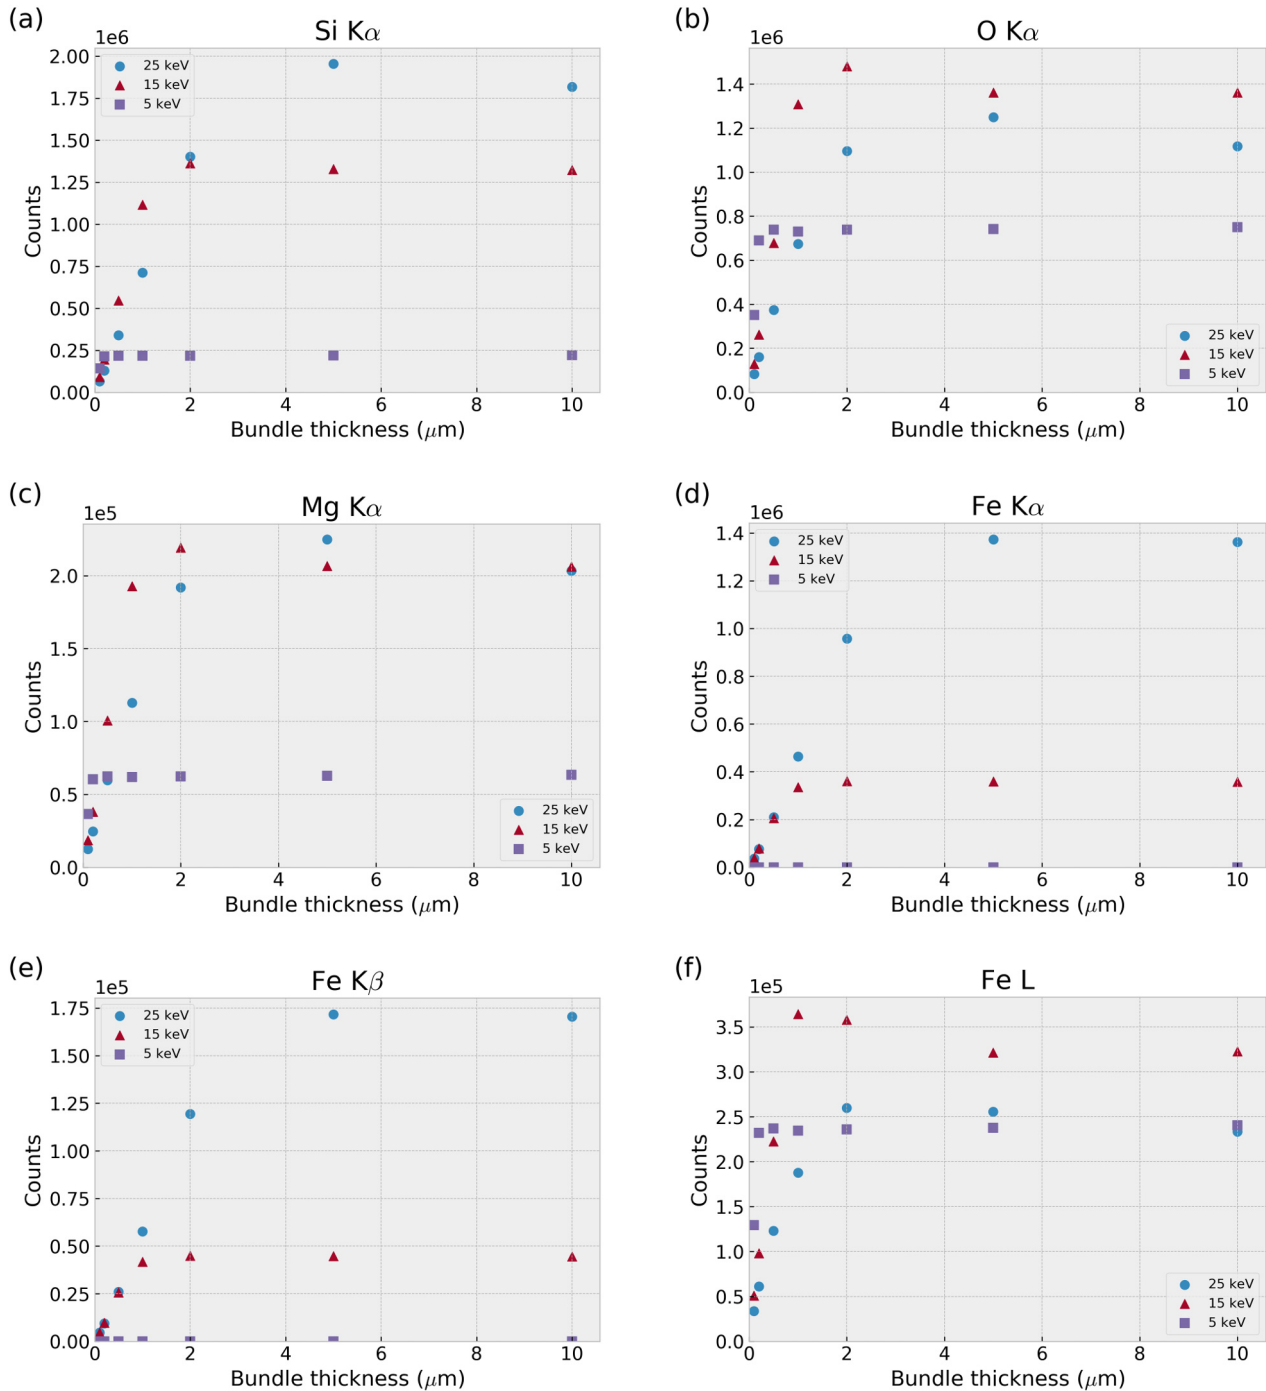 (a)
Si Kα
1e6
2.00
1.75
1.50
1.25
1.00
0.75
0.50
0.25
0.00
Counts
25 keV
15 keV
5 keV
0 2 4 6 8 10
Bundle thickness (μm)
(b)
O Kα
1e6
1.4
1.2
1.0
0.8
0.6
0.4
0.2
0.0
Counts
25 keV
15 keV
5 keV
0 2 4 6 8 10
Bundle thickness (μm)
(c)
Mg Kα
1e5
2.0
1.5
1.0
0.5
0.0
Counts
25 keV
15 keV
5 keV
0 2 4 6 8 10
Bundle thickness (μm)
(d)
Fe Kα
1e6
1.4
1.2
1.0
0.8
0.6
0.4
0.2
0.0
Counts
25 keV
15 keV
5 keV
0 2 4 6 8 10
Bundle thickness (μm)
(e)
Fe Kβ
1e5
1.75
1.50
1.25
1.00
0.75
0.50
0.25
0.00
Counts
25 keV
15 keV
5 keV
0 2 4 6 8 10
Bundle thickness (μm)
(f)
Fe L
1e5
3.5
3.0
2.5
2.0
1.5
1.0
0.5
0.0
Counts
25 keV
15 keV
5 keV
0 2 4 6 8 10
Bundle thickness (μm)